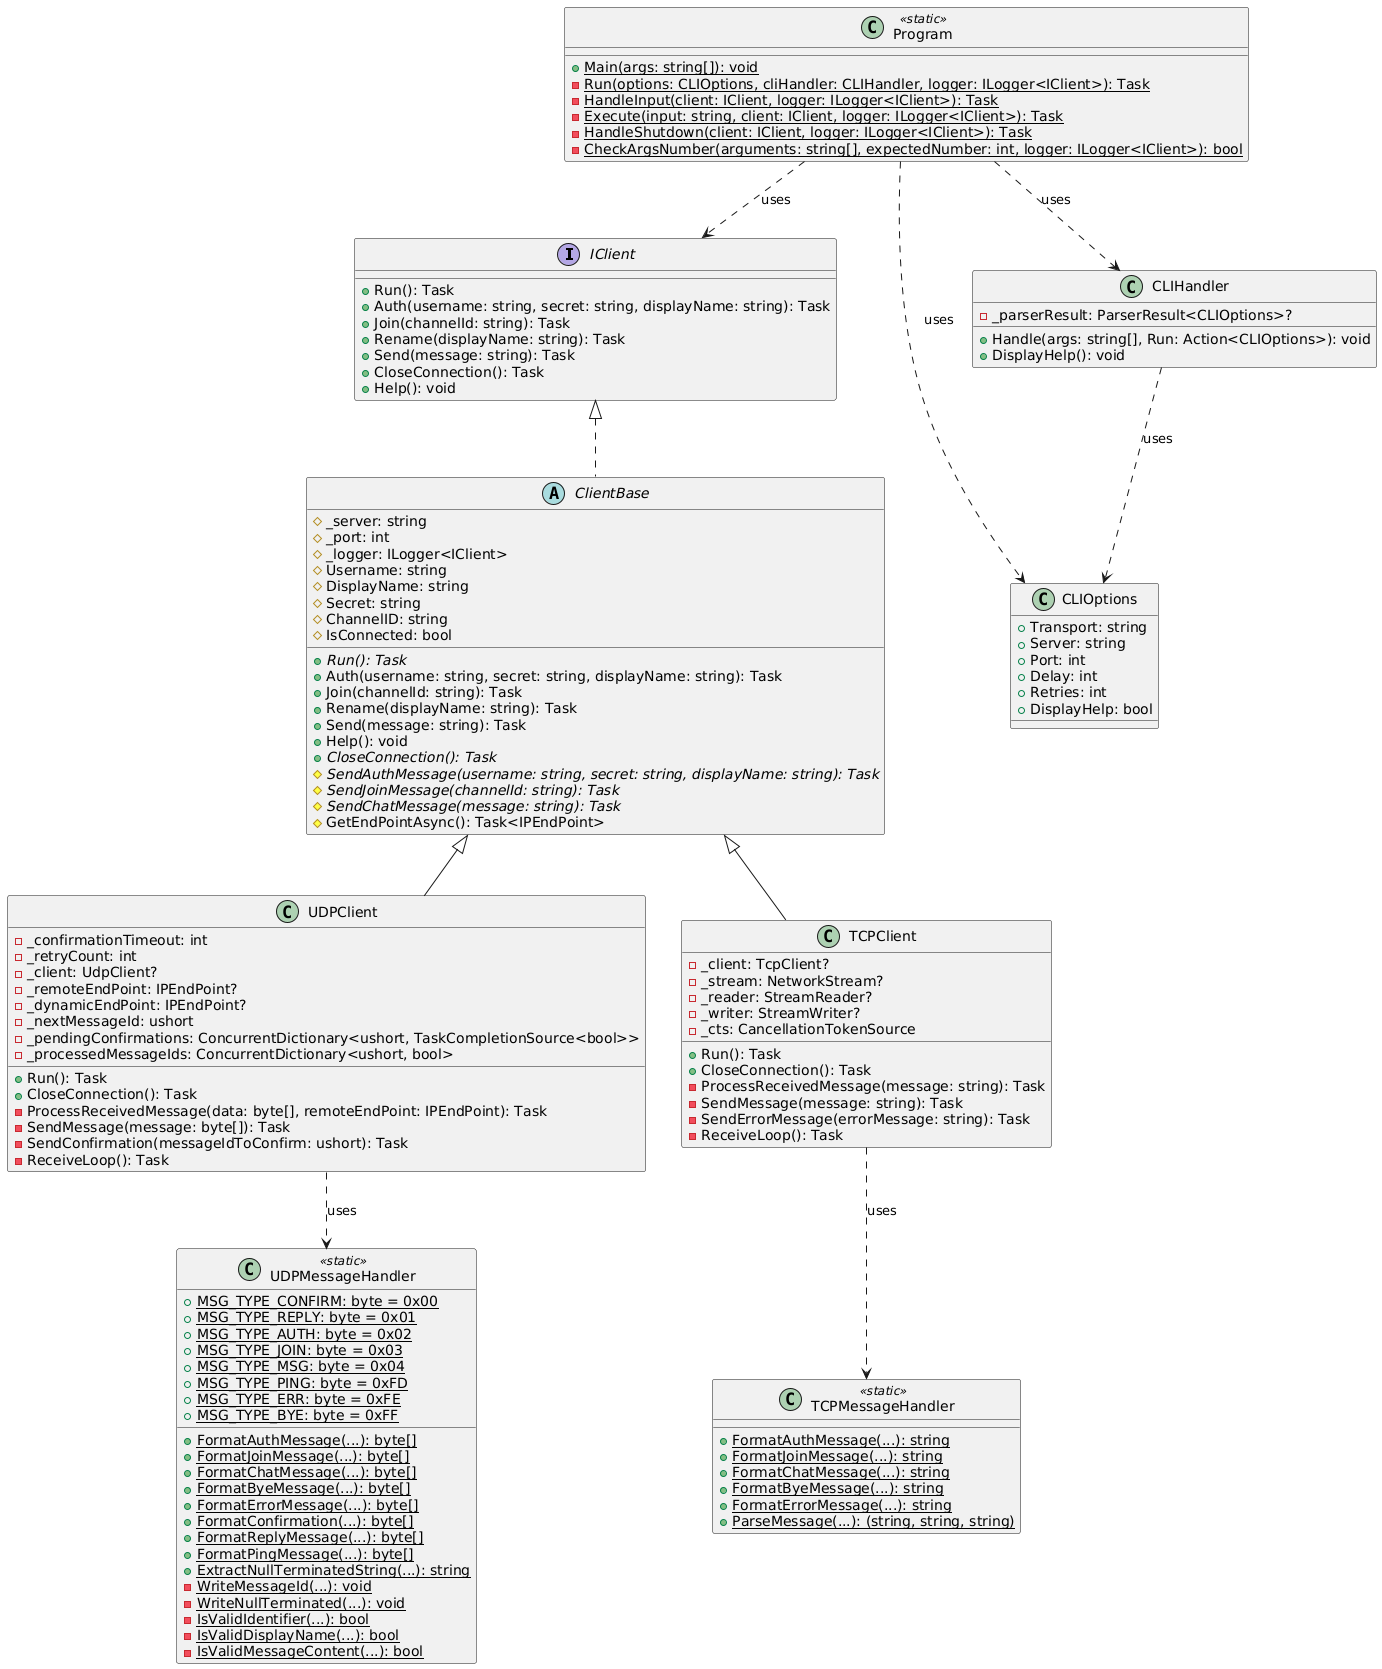 «static»
C Program
Main(args: string[]): void
Run(options: CLIOptions, cliHandler: CLIHandler, logger: ILogger<IClient>): Task
HandleInput(client: IClient, logger: ILogger<IClient>): Task
Execute(input: string, client: IClient, logger: ILogger<IClient>): Task
HandleShutdown(client: IClient, logger: ILogger<IClient>): Task
CheckArgsNumber(arguments: string[], expectedNumber: int, logger: ILogger<IClient>): bool
uses
uses
uses
I IClient
Run(): Task
Auth(username: string, secret: string, displayName: string): Task
Join(channelId: string): Task
Rename(displayName: string): Task
Send(message: string): Task
CloseConnection(): Task
Help(): void
C CLIHandler
_parserResult: ParserResult<CLIOptions>?
Handle(args: string[], Run: Action<CLIOptions>): void
DisplayHelp(): void
uses
A ClientBase
_server: string
_port: int
_logger: ILogger<IClient>
Username: string
DisplayName: string
Secret: string
ChannelID: string
IsConnected: bool
Run(): Task
Auth(username: string, secret: string, displayName: string): Task
Join(channelId: string): Task
Rename(displayName: string): Task
Send(message: string): Task
Help(): void
CloseConnection(): Task
SendAuthMessage(username: string, secret: string, displayName: string): Task
SendJoinMessage(channelId: string): Task
SendChatMessage(message: string): Task
GetEndPointAsync(): Task<IPEndPoint>
C CLIOptions
Transport: string
Server: string
Port: int
Delay: int
Retries: int
DisplayHelp: bool
C UDPClient
_confirmationTimeout: int
_retryCount: int
_client: UdpClient?
_remoteEndPoint: IPEndPoint?
_dynamicEndPoint: IPEndPoint?
_nextMessageId: ushort
_pendingConfirmations: ConcurrentDictionary<ushort, TaskCompletionSource<bool>>
_processedMessageIds: ConcurrentDictionary<ushort, bool>
Run(): Task
CloseConnection(): Task
ProcessReceivedMessage(data: byte[], remoteEndPoint: IPEndPoint): Task
SendMessage(message: byte[]): Task
SendConfirmation(messageIdToConfirm: ushort): Task
ReceiveLoop(): Task
C TCPClient
_client: TcpClient?
_stream: NetworkStream?
_reader: StreamReader?
_writer: StreamWriter?
_cts: CancellationTokenSource
Run(): Task
CloseConnection(): Task
ProcessReceivedMessage(message: string): Task
SendMessage(message: string): Task
SendErrorMessage(errorMessage: string): Task
ReceiveLoop(): Task
uses
uses
«static»
C UDPMessageHandler
MSG_TYPE_CONFIRM: byte = 0x00
MSG_TYPE_REPLY: byte = 0x01
MSG_TYPE_AUTH: byte = 0x02
MSG_TYPE_JOIN: byte = 0x03
MSG_TYPE_MSG: byte = 0x04
MSG_TYPE_PING: byte = 0xFD
MSG_TYPE_ERR: byte = 0xFE
MSG_TYPE_BYE: byte = 0xFF
FormatAuthMessage(...): byte[]
FormatJoinMessage(...): byte[]
FormatChatMessage(...): byte[]
FormatByeMessage(...): byte[]
FormatErrorMessage(...): byte[]
FormatConfirmation(...): byte[]
FormatReplyMessage(...): byte[]
FormatPingMessage(...): byte[]
ExtractNullTerminatedString(...): string
WriteMessageId(...): void
WriteNullTerminated(...): void
IsValidIdentifier(...): bool
IsValidDisplayName(...): bool
IsValidMessageContent(...): bool
«static»
C TCPMessageHandler
FormatAuthMessage(...): string
FormatJoinMessage(...): string
FormatChatMessage(...): string
FormatByeMessage(...): string
FormatErrorMessage(...): string
ParseMessage(...): (string, string, string)